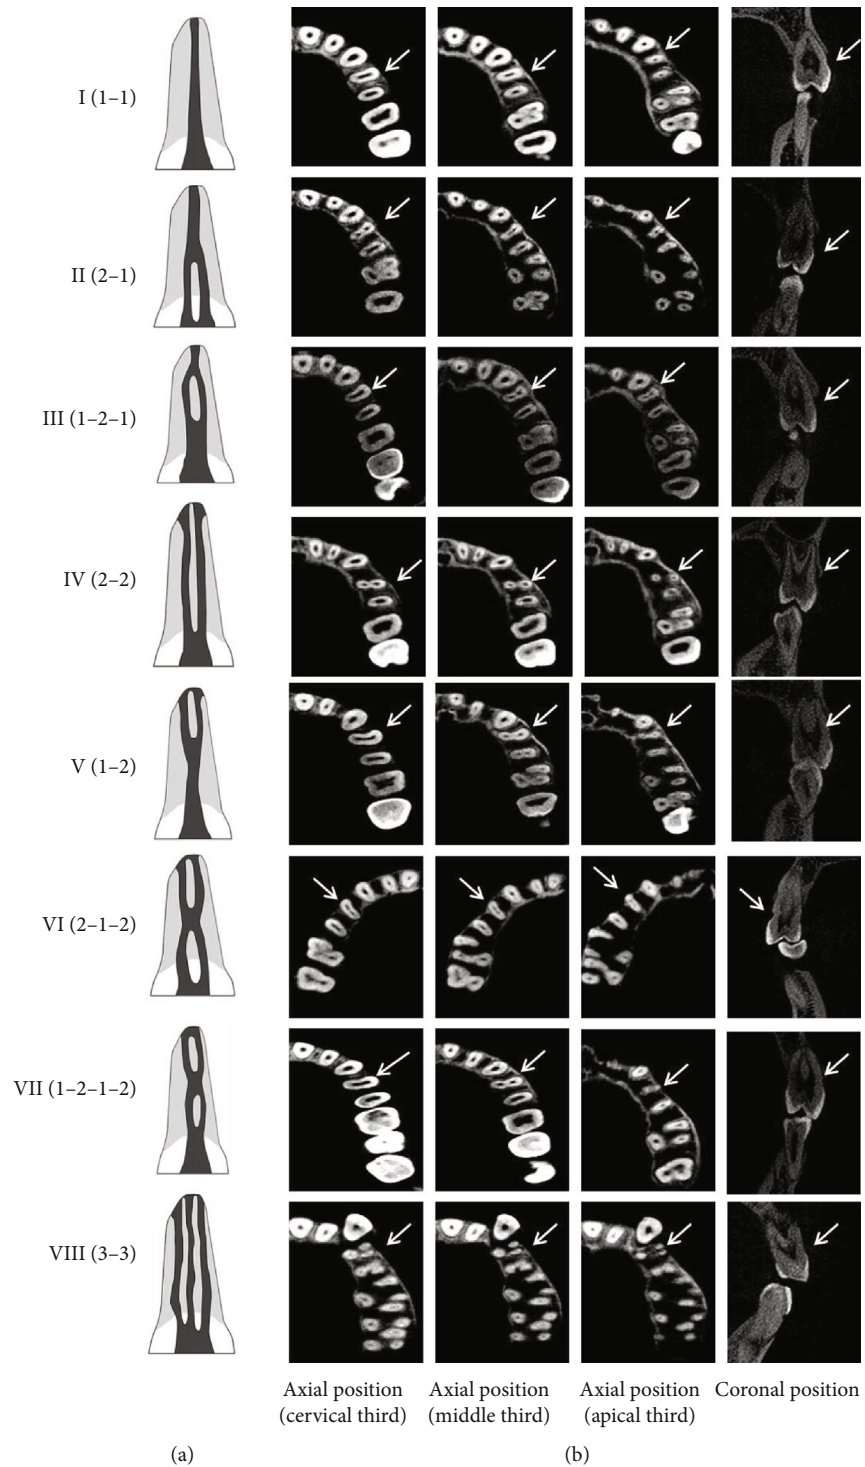 I (1–1)
II (2–1)
III (1–2–1)
IV (2–2)
V (1–2)
VI (2–1–2)
VII (1–2–1–2)
VIII (3–3)
Axial position
(cervical third)
Axial position
(middle third)
Axial position
(apical third)
Coronal position
(a)
(b)